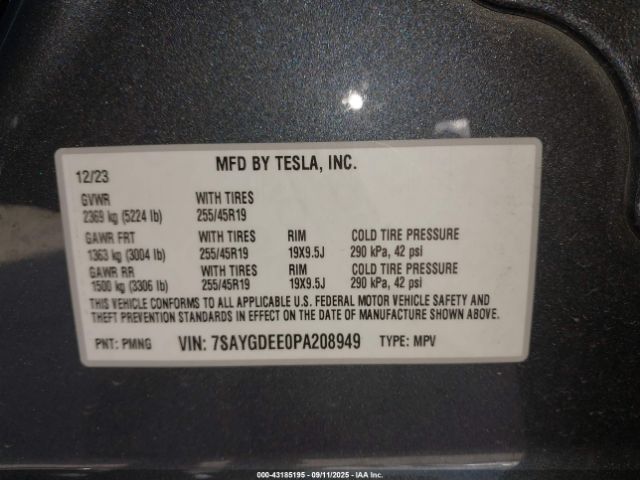 12/23 MFD BY TESLA, INC.
GVWR WITH TIRES
2369 kg (5224 lb) 255/45R19
GAWR FRT WITH TIRES RIM COLD TIRE PRESSURE
1363 kg (3004 lb) 255/45R19 19X9.5J 290 kPa, 42 psi
GAWR RR WITH TIRES RIM COLD TIRE PRESSURE
1500 kg (3306 lb) 255/45R19 19X9.5J 290 kPa, 42 psi
THIS VEHICLE CONFORMS TO ALL APPLICABLE U.S. FEDERAL MOTOR VEHICLE SAFETY AND
THEFT PREVENTION STANDARDS IN EFFECT ON THE DATE OF MANUFACTURE SHOWN ABOVE.
PNT: PMNG VIN: 7SAYGDEE0PA208949 TYPE: MPV
000-43185195 - 09/11/2025 - IAA Inc.